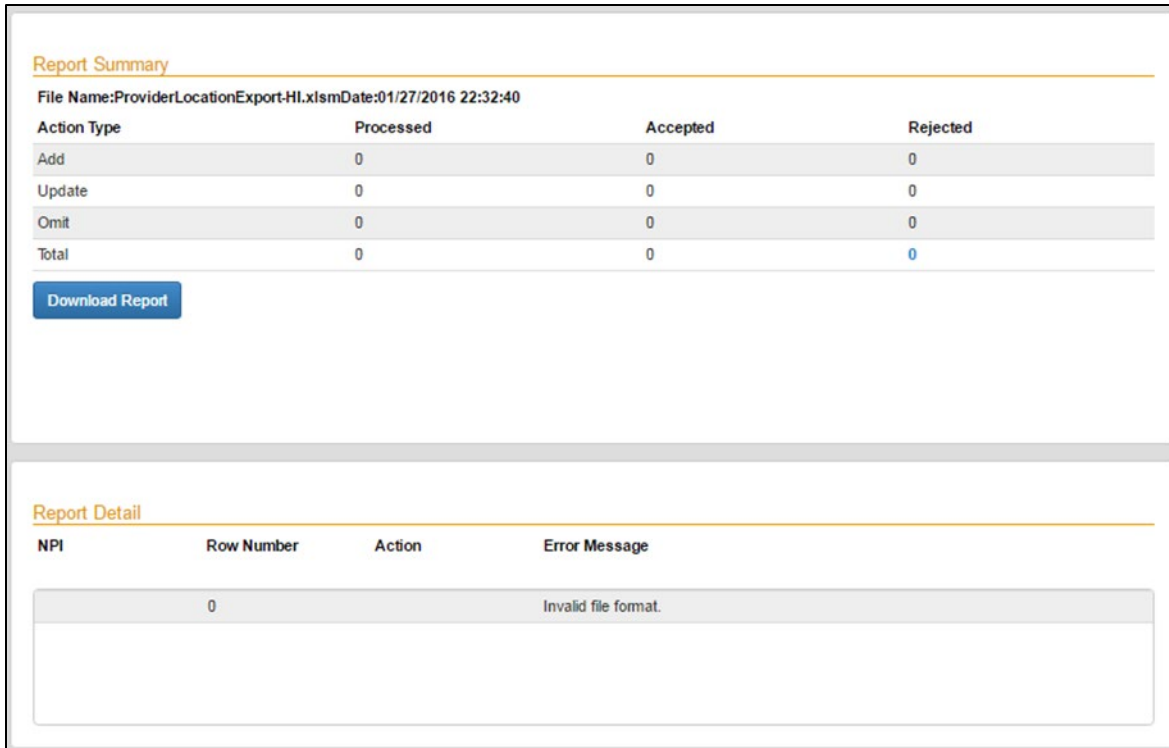 Report Summary
File Name:ProviderLocationExport-HI.xlsmDate:01/27/2016 22:32:40
Action Type Processed Accepted Rejected
Add 0 0 0
Update 0 0 0
Omit 0 0 0
Total 0 0 0
Download Report
Report Detail
NPI Row Number Action Error Message
0 Invalid file format.